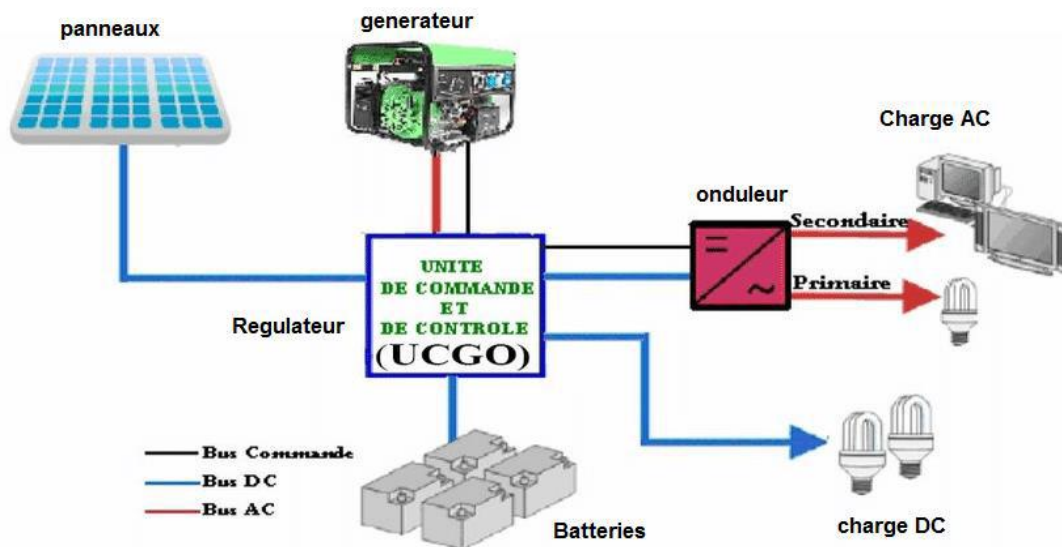 panneaux
generateur
Charge AC
onduleur
Secondaire
Primaire
UNITE
DE COMMANDE
ET
DE CONTROLE
(UCGO)
Regulateur
Bus Commande
Bus DC
Bus AC
Batteries
charge DC